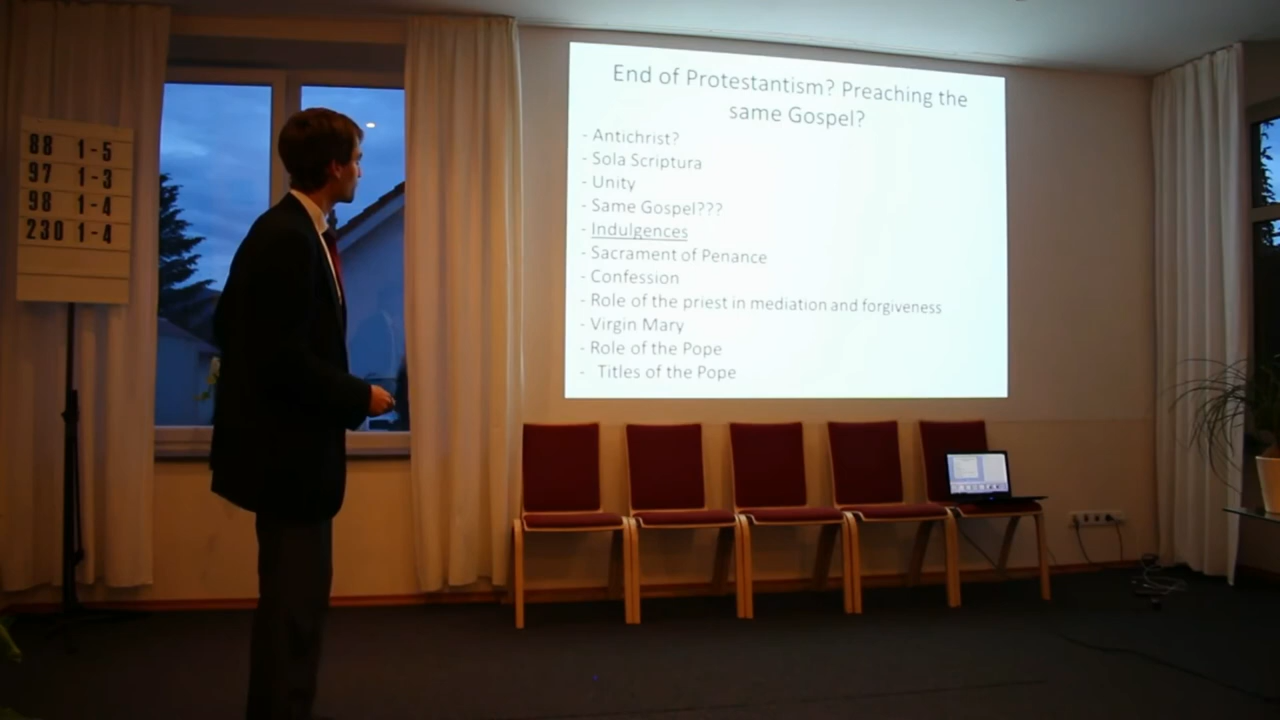 88 1-5
97 1-3
98 1-4
230 1-4
End of Protestantism? Preaching the
same Gospel?
- Antichrist?
- Sola Scriptura
- Unity
- Same Gospel???
- Indulgences
- Sacrament of Penance
- Confession
- Role of the priest in mediation and forgiveness
- Virgin Mary
- Role of the Pope
- Titles of the Pope